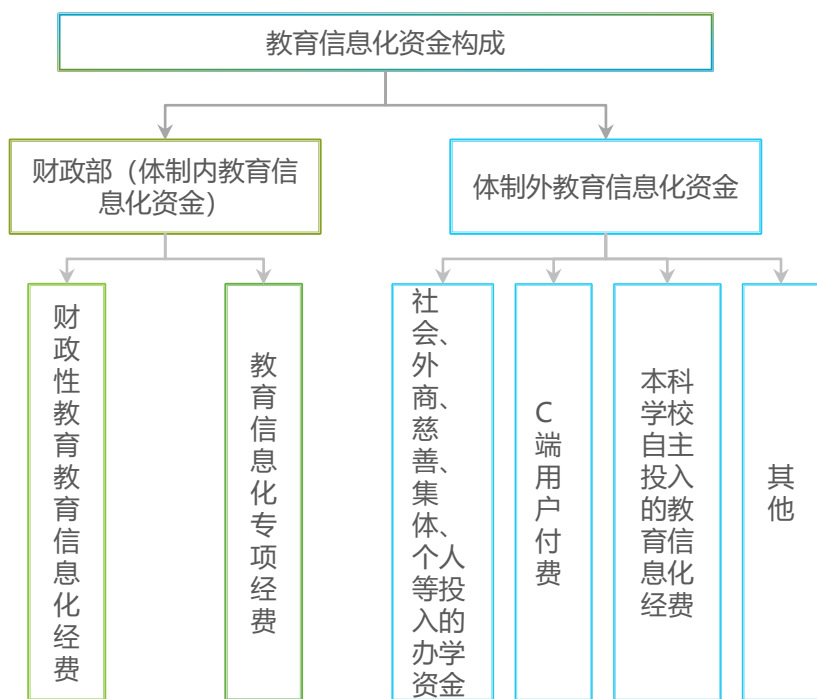 教育信息化资金构成
财政部（体制内教育信
息化资金）
体制外教育信息化资金
财政性教育教育信息化经费
教育信息化专项经费
社
会、
外
商、
慈
善、
集
体、
个人
等投
入的
办学
资金
C
端
用
户
付
费
本科
学校
自主
投入
的教
育信
息化
经费
其
他